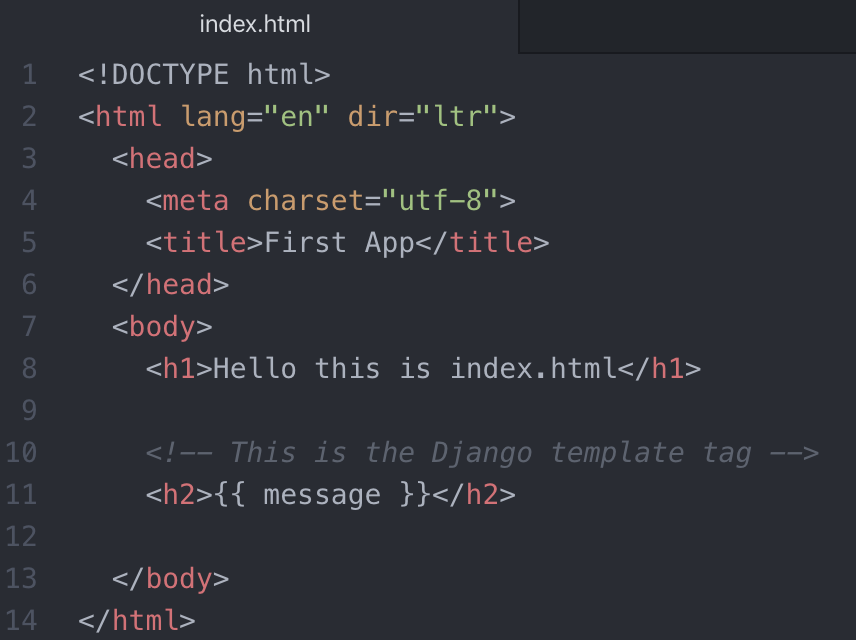 index.html
1 <!DOCTYPE html>
2 <html lang="en" dir="ltr">
3   <head>
4     <meta charset="utf-8">
5     <title>First App</title>
6   </head>
7   <body>
8     <h1>Hello this is index.html</h1>
9
10     <!-- This is the Django template tag -->
11     <h2>{{ message }}</h2>
12
13   </body>
14 </html>